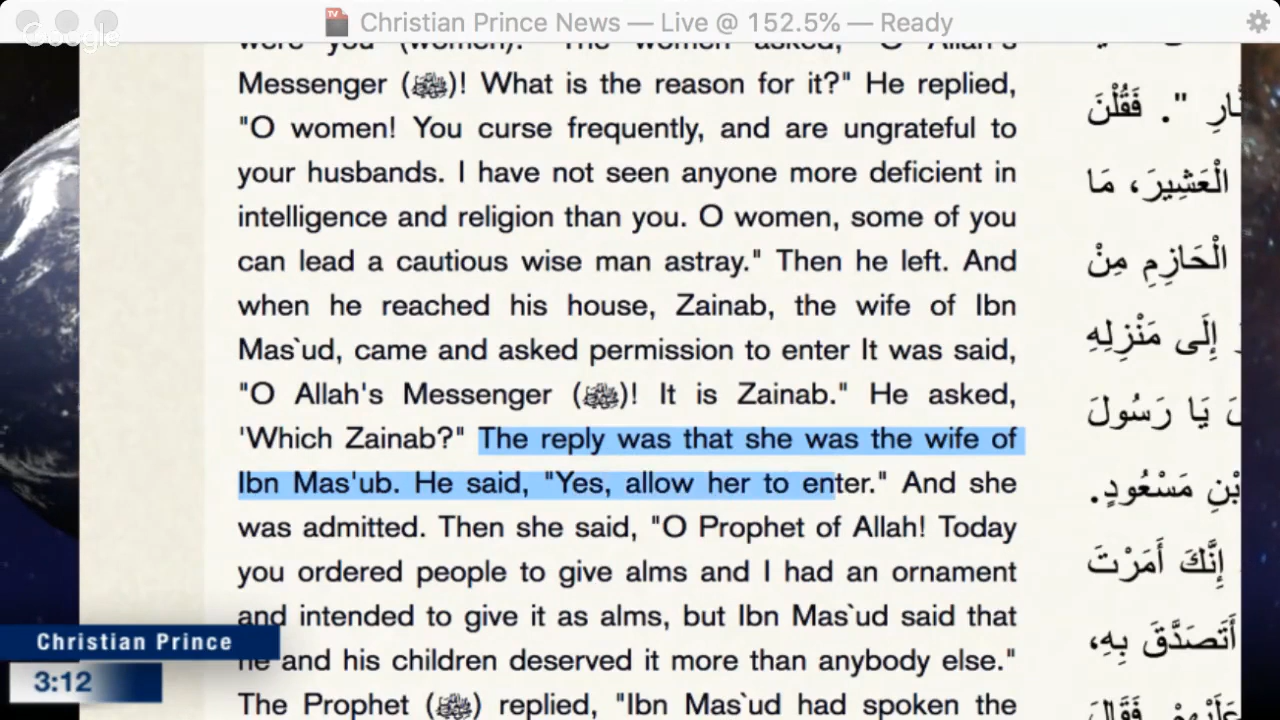 Christian Prince News — Live @ 152.5% — Ready
Google
were you (women)." The women asked, "O Allah's
Messenger (ﷺ)! What is the reason for it?" He replied,
"O women! You curse frequently, and are ungrateful to
your husbands. I have not seen anyone more deficient in
intelligence and religion than you. O women, some of you
can lead a cautious wise man astray." Then he left. And
when he reached his house, Zainab, the wife of Ibn
Mas`ud, came and asked permission to enter It was said,
"O Allah's Messenger (ﷺ)! It is Zainab." He asked,
'Which Zainab?" The reply was that she was the wife of
Ibn Mas'ub. He said, "Yes, allow her to enter." And she
was admitted. Then she said, "O Prophet of Allah! Today
you ordered people to give alms and I had an ornament
and intended to give it as alms, but Ibn Mas`ud said that
he and his children deserved it more than anybody else."
The Prophet (ﷺ) replied, "Ibn Mas`ud had spoken the
‏". فَقُلْنَ
الْعَشِيرَ، مَا
الْحَازِمِ مِنْ
إِلَى مَنْزِلِهِ
يَا رَسُولَ
مَسْعُودٍ.
إِنَّكَ أَمَرْتَ
أَتَصَدَّقَ بِهِ،
فَقَالَ
Christian Prince
3:12